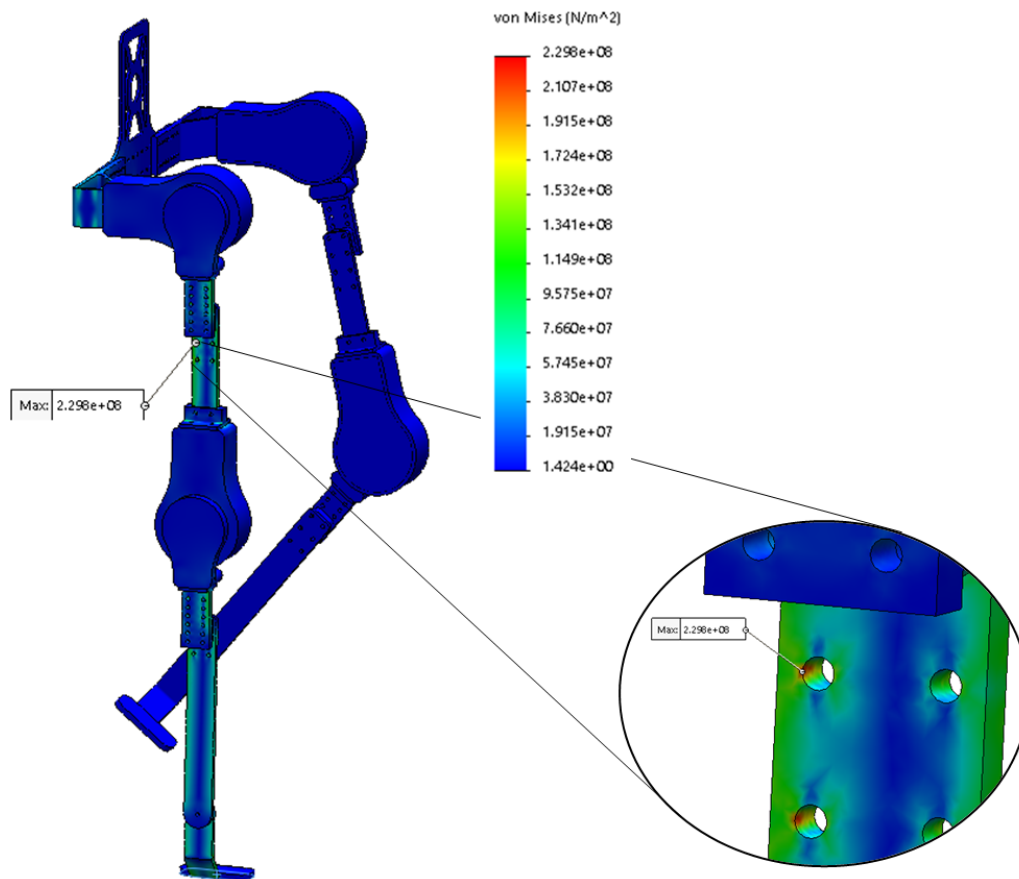 von Mises (N/m^2)
2.298e+08
2.107e+08
1.915e+08
1.724e+08
1.532e+08
1.341e+08
1.149e+08
9.575e+07
7.660e+07
5.745e+07
3.830e+07
1.915e+07
1.424e+00
Max: 2.298e+08
Max: 2.298e+08